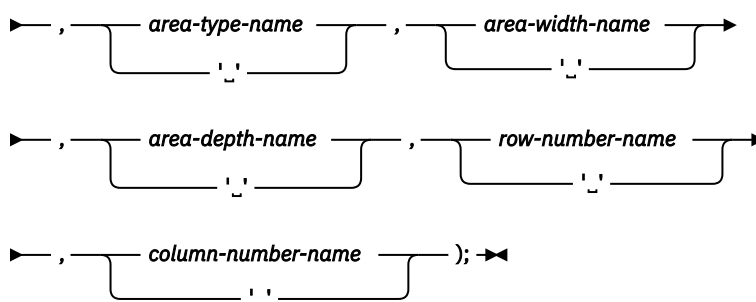 , area-type-name , area-width-name
'␣' '␣'
, area-depth-name , row-number-name
'␣' '␣'
, column-number-name );
' '